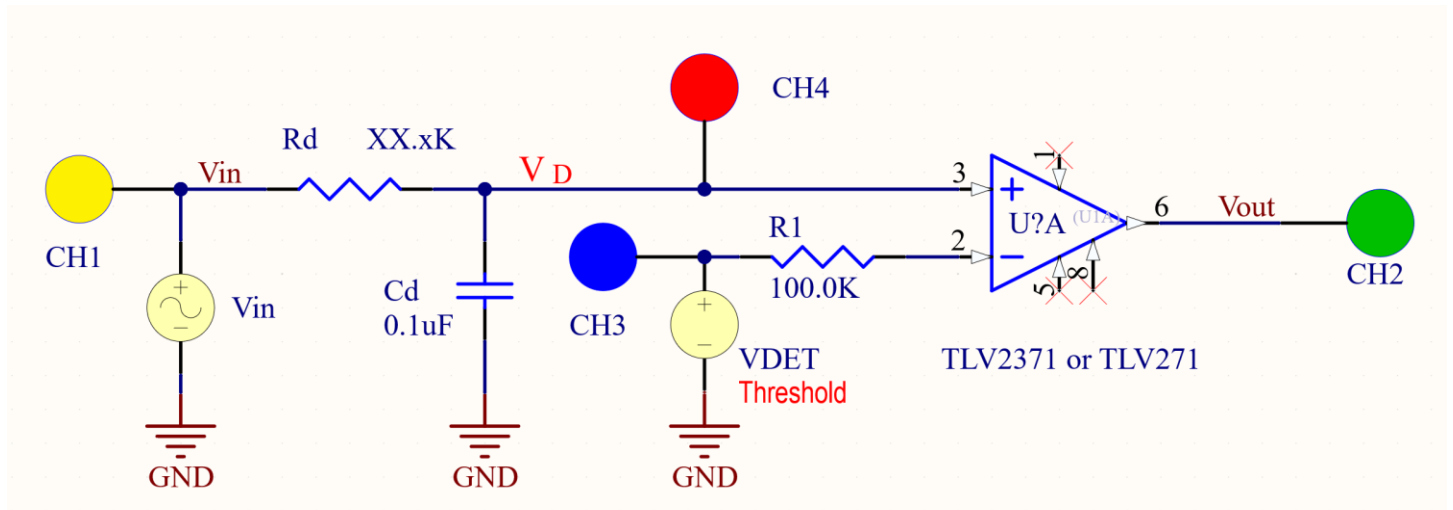 CH4
Rd XX.xK
Vin
V D
3
1
+
U?A
(U1A)
6
Vout
R1
2
−
CH1
Vin
+
−
Cd
0.1uF
CH3
100.0K
+
−
5
8
CH2
VDET
Threshold
TLV2371 or TLV271
GND
GND
GND